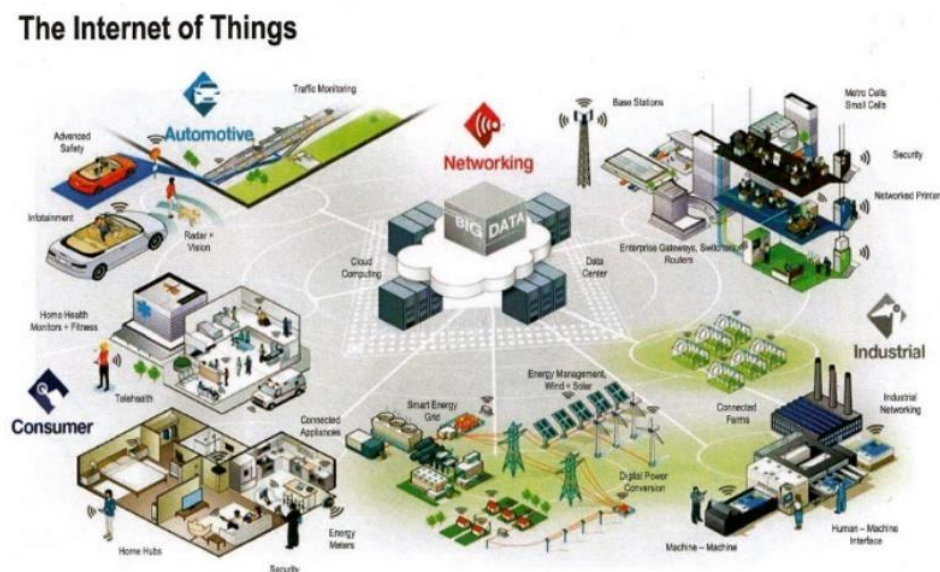 The Internet of Things
Automotive
Traffic Monitoring
Advanced
Safety
Infotainment
Radar +
Vision
Networking
Base Stations
Metro Cells
Small Cells
Security
Networked Printer
Enterprise Gateways, Switches
Routers
BIG DATA
Cloud
Computing
Data
Center
Home Health
Monitors + Fitness
Telehealth
Consumer
Connected
Appliances
Home Hubs
Security
Energy
Meters
Smart Energy
Grid
Energy Management,
Wind + Solar
Digital Power
Conversion
Industrial
Connected
Farms
Industrial
Networking
Machine – Machine
Human – Machine
Interface